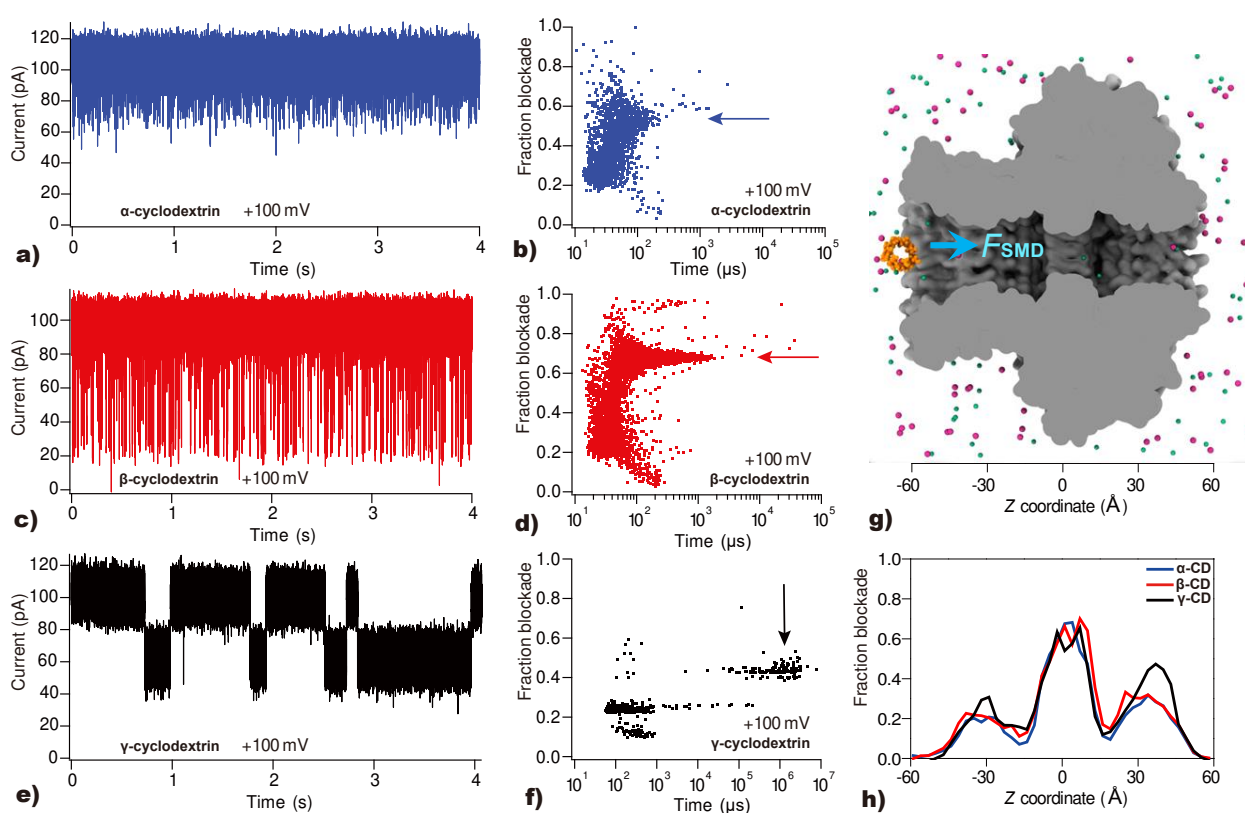 120
100
80
60
40
20
0
Current (pA)
α-cyclodextrin +100 mV
0 1 2 3 4
Time (s)
a)
1.0
0.8
0.6
0.4
0.2
0.0
Fraction blockade
+100 mV
α-cyclodextrin
10¹ 10² 10³ 10⁴ 10⁵
Time (µs)
b)
100
80
60
40
20
0
Current (pA)
β-cyclodextrin +100 mV
0 1 2 3 4
Time (s)
c)
1.0
0.8
0.6
0.4
0.2
0.0
Fraction blockade
+100 mV
β-cyclodextrin
10¹ 10² 10³ 10⁴ 10⁵
Time (µs)
d)
120
100
80
60
40
20
0
Current (pA)
γ-cyclodextrin +100 mV
0 1 2 3 4
Time (s)
e)
1.0
0.8
0.6
0.4
0.2
0.0
Fraction blockade
+100 mV
γ-cyclodextrin
10¹ 10² 10³ 10⁴ 10⁵ 10⁶ 10⁷
Time (µs)
f)
FSMD
-60 -30 0 30 60
Z coordinate (Å)
g)
1.0
0.8
0.6
0.4
0.2
0.0
Fraction blockade
α-CD
β-CD
γ-CD
-60 -30 0 30 60
Z coordinate (Å)
h)